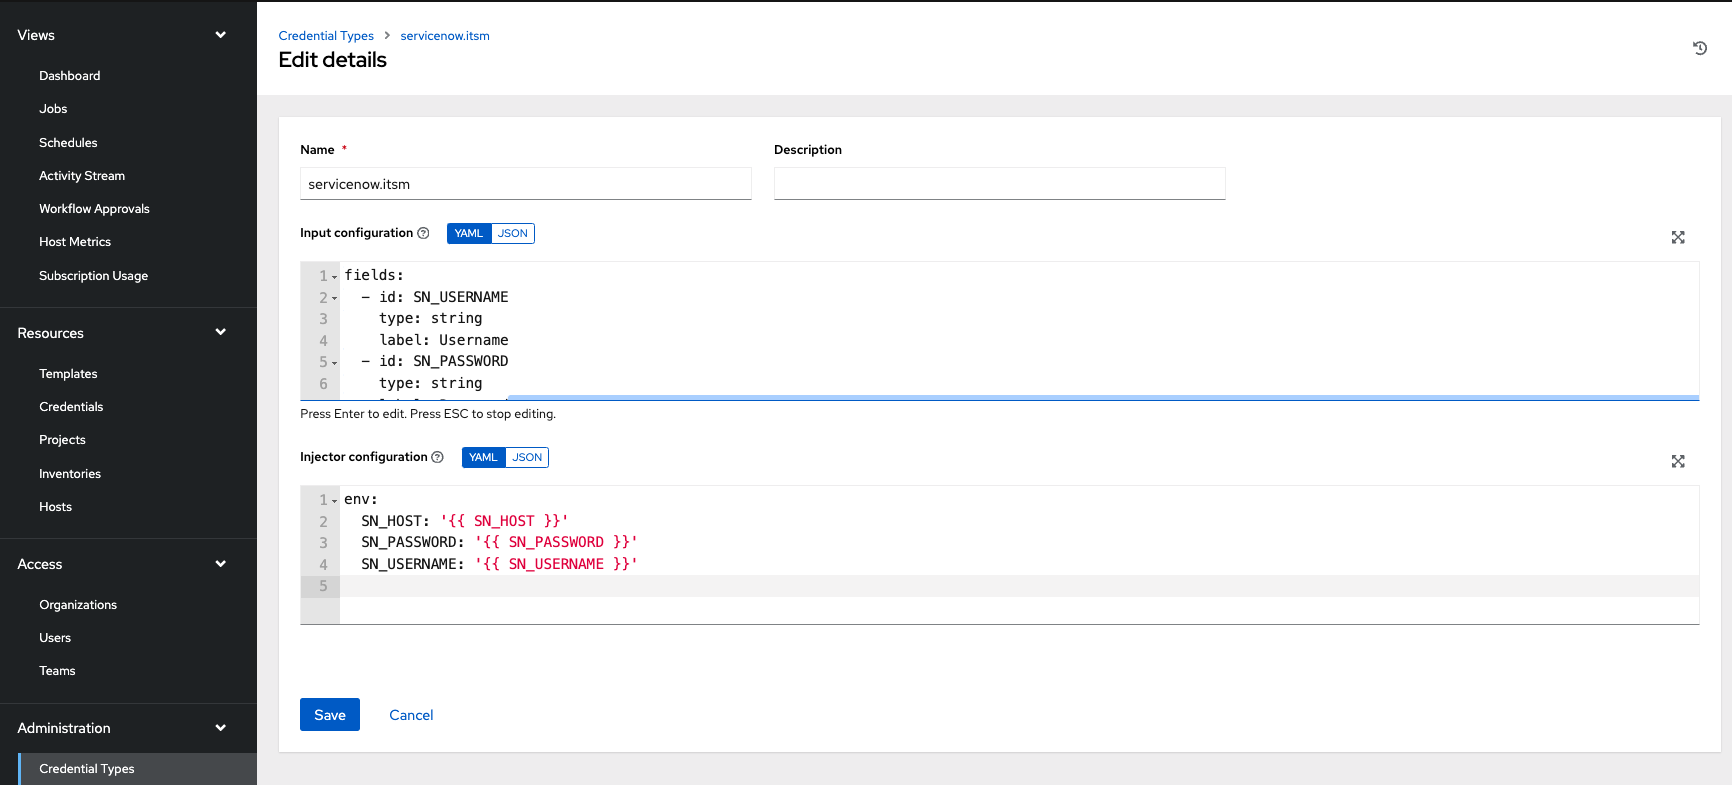 Views
Dashboard
Jobs
Schedules
Activity Stream
Workflow Approvals
Host Metrics
Subscription Usage
Resources
Templates
Credentials
Projects
Inventories
Hosts
Access
Organizations
Users
Teams
Administration
Credential Types
Credential Types > servicenow.itsm
Edit details
Name *
servicenow.itsm
Description
Input configuration YAML JSON
1 fields:
2   - id: SN_USERNAME
3     type: string
4     label: Username
5   - id: SN_PASSWORD
6     type: string
Press Enter to edit. Press ESC to stop editing.
Injector configuration YAML JSON
1 env:
2   SN_HOST: '{{ SN_HOST }}'
3   SN_PASSWORD: '{{ SN_PASSWORD }}'
4   SN_USERNAME: '{{ SN_USERNAME }}'
5
Save Cancel